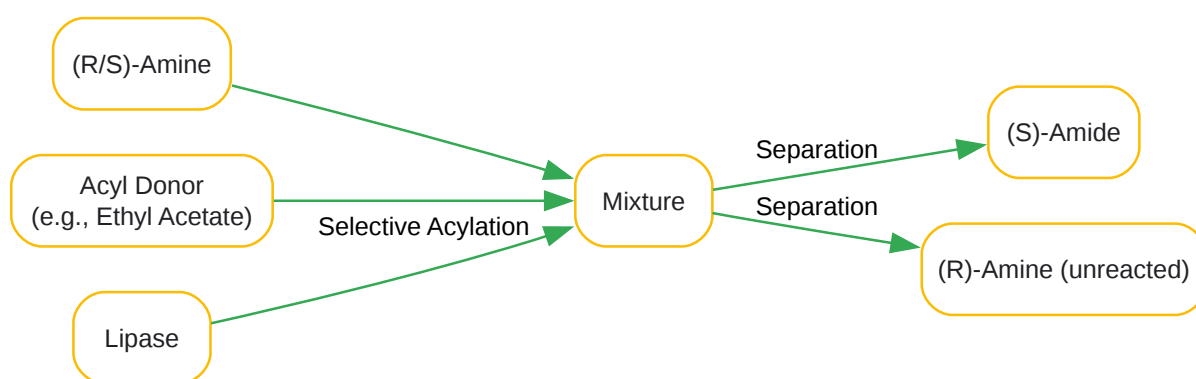 (R/S)-Amine
Acyl Donor
(e.g., Ethyl Acetate)
Selective Acylation
Lipase
Mixture
Separation
Separation
(S)-Amide
(R)-Amine (unreacted)